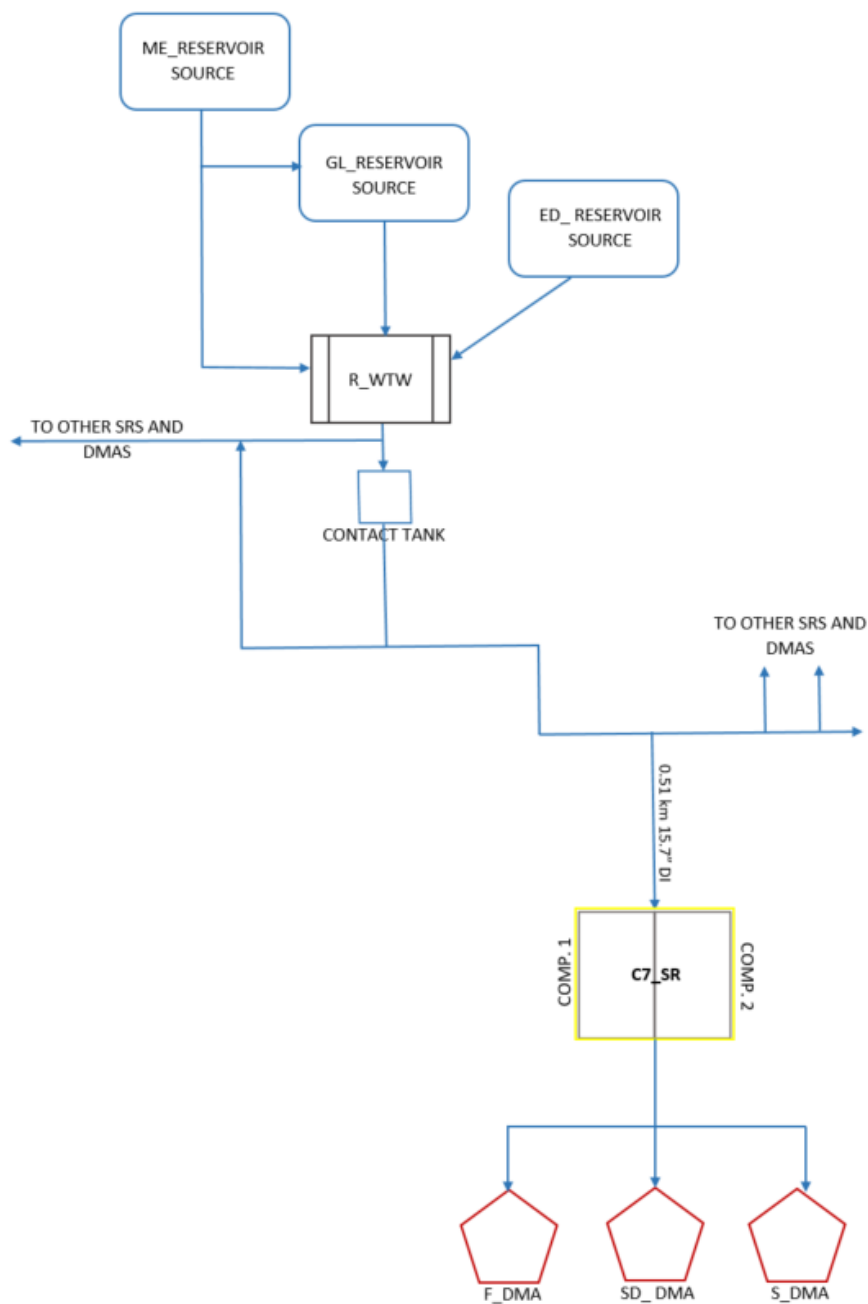 ME_RESERVOIR
SOURCE
GL_RESERVOIR
SOURCE
ED_ RESERVOIR
SOURCE
R_WTW
TO OTHER SRS AND
DMAS
CONTACT TANK
TO OTHER SRS AND
DMAS
0.51 km 15.7" DI
COMP. 1
C7_SR
COMP. 2
F_DMA
SD_ DMA
S_DMA